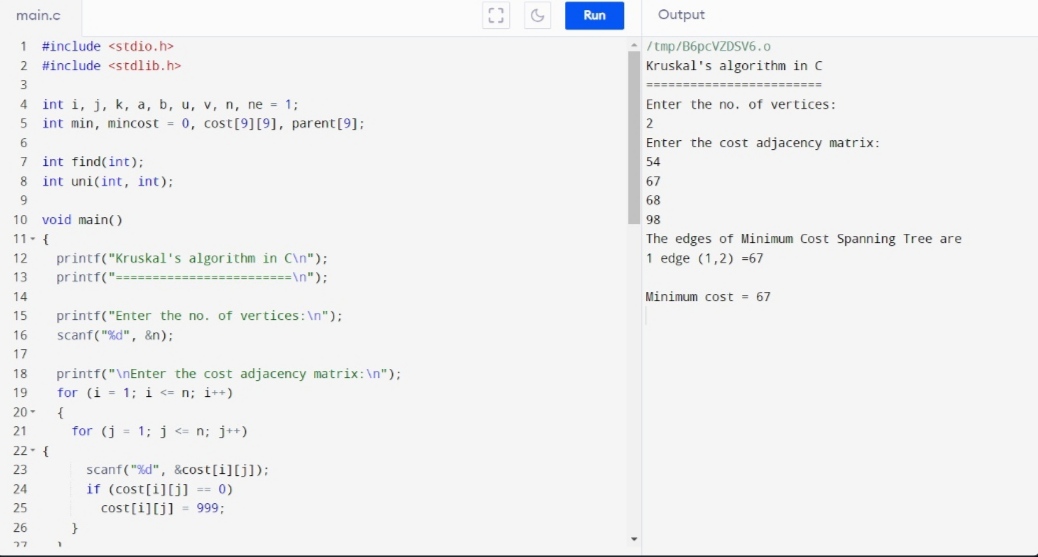 main.c
Run
1 #include <stdio.h>
2 #include <stdlib.h>
3
4 int i, j, k, a, b, u, v, n, ne = 1;
5 int min, mincost = 0, cost[9][9], parent[9];
6
7 int find(int);
8 int uni(int, int);
9
10 void main()
11 {
12 printf("Kruskal's algorithm in C\n");
13 printf("========================\n");
14
15 printf("Enter the no. of vertices:\n");
16 scanf("%d", &n);
17
18 printf("\nEnter the cost adjacency matrix:\n");
19 for (i = 1; i <= n; i++)
20 {
21 for (j = 1; j <= n; j++)
22 {
23 scanf("%d", &cost[i][j]);
24 if (cost[i][j] == 0)
25 cost[i][j] = 999;
26 }
27 }
Output
/tmp/B6pcVZDSV6.o
Kruskal's algorithm in C
========================
Enter the no. of vertices:
2
Enter the cost adjacency matrix:
54
67
68
98
The edges of Minimum Cost Spanning Tree are
1 edge (1,2) =67
Minimum cost = 67